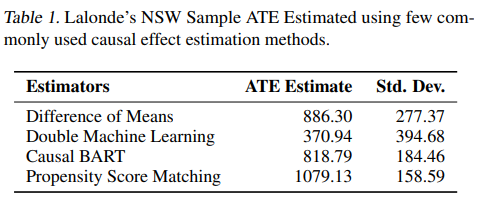 Table 1. Lalonde's NSW Sample ATE Estimated using few com-
monly used causal effect estimation methods.
Estimators ATE Estimate Std. Dev.
Difference of Means 886.30 277.37
Double Machine Learning 370.94 394.68
Causal BART 818.79 184.46
Propensity Score Matching 1079.13 158.59